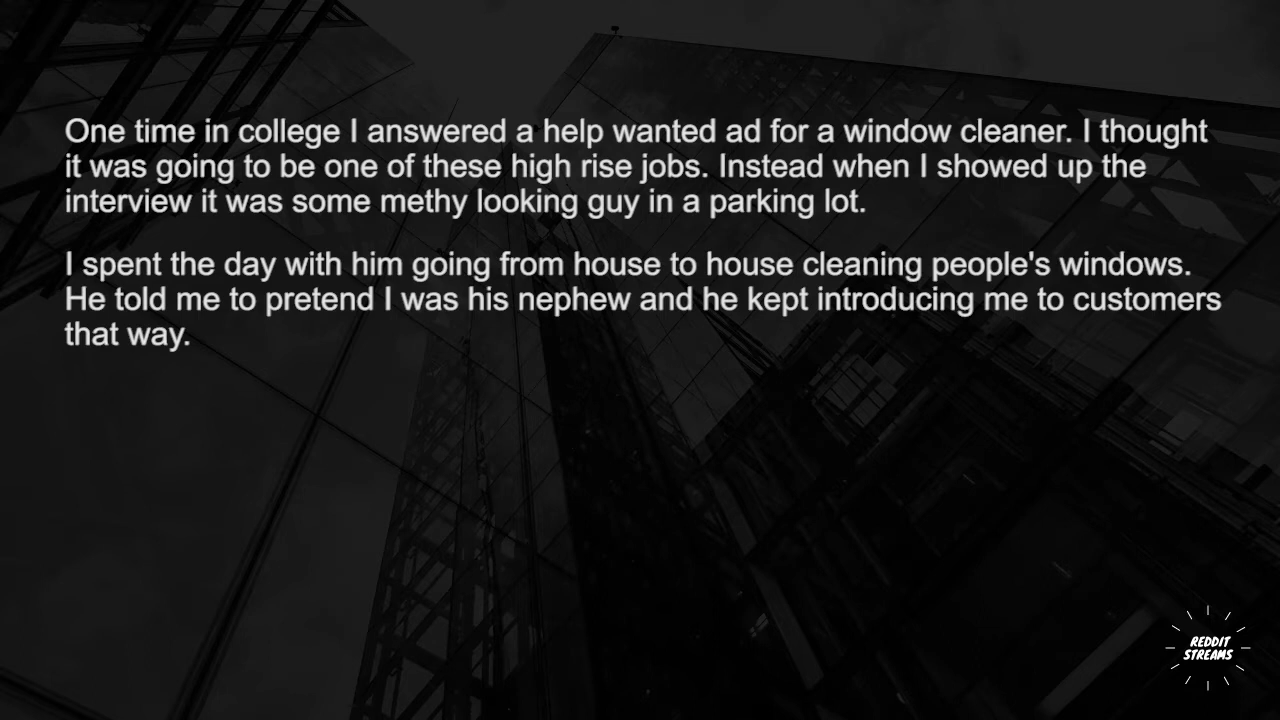 One time in college I answered a help wanted ad for a window cleaner. I thought
it was going to be one of these high rise jobs. Instead when I showed up the
interview it was some methy looking guy in a parking lot.
I spent the day with him going from house to house cleaning people's windows.
He told me to pretend I was his nephew and he kept introducing me to customers
that way.
REDDIT
STREAMS